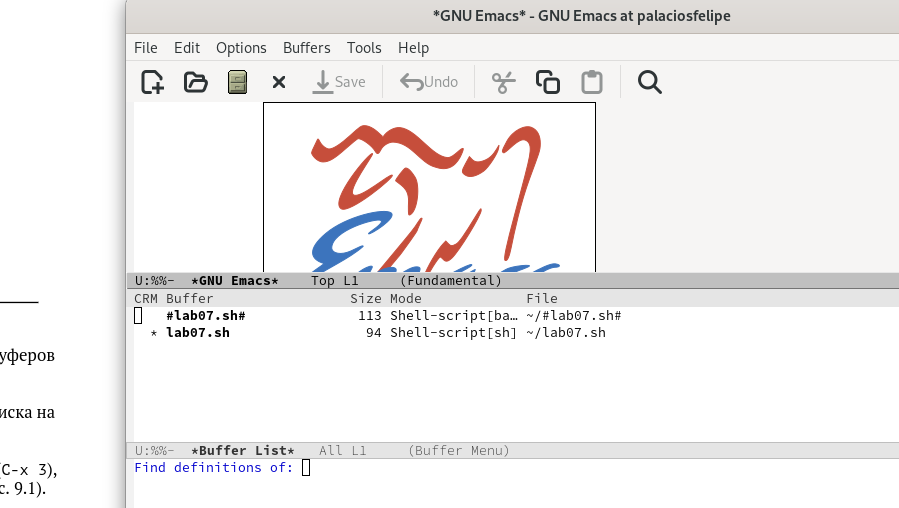 *GNU Emacs* - GNU Emacs at palaciosfelipe
File Edit Options Buffers Tools Help
Save Undo
U:%%- *GNU Emacs* Top L1 (Fundamental)
CRM Buffer Size Mode File
#lab07.sh# 113 Shell-script[ba… ~/#lab07.sh#
* lab07.sh 94 Shell-script[sh] ~/lab07.sh
U:%%- *Buffer List* All L1 (Buffer Menu)
Find definitions of:
уферов
иска на
(C-x 3),
с. 9.1).